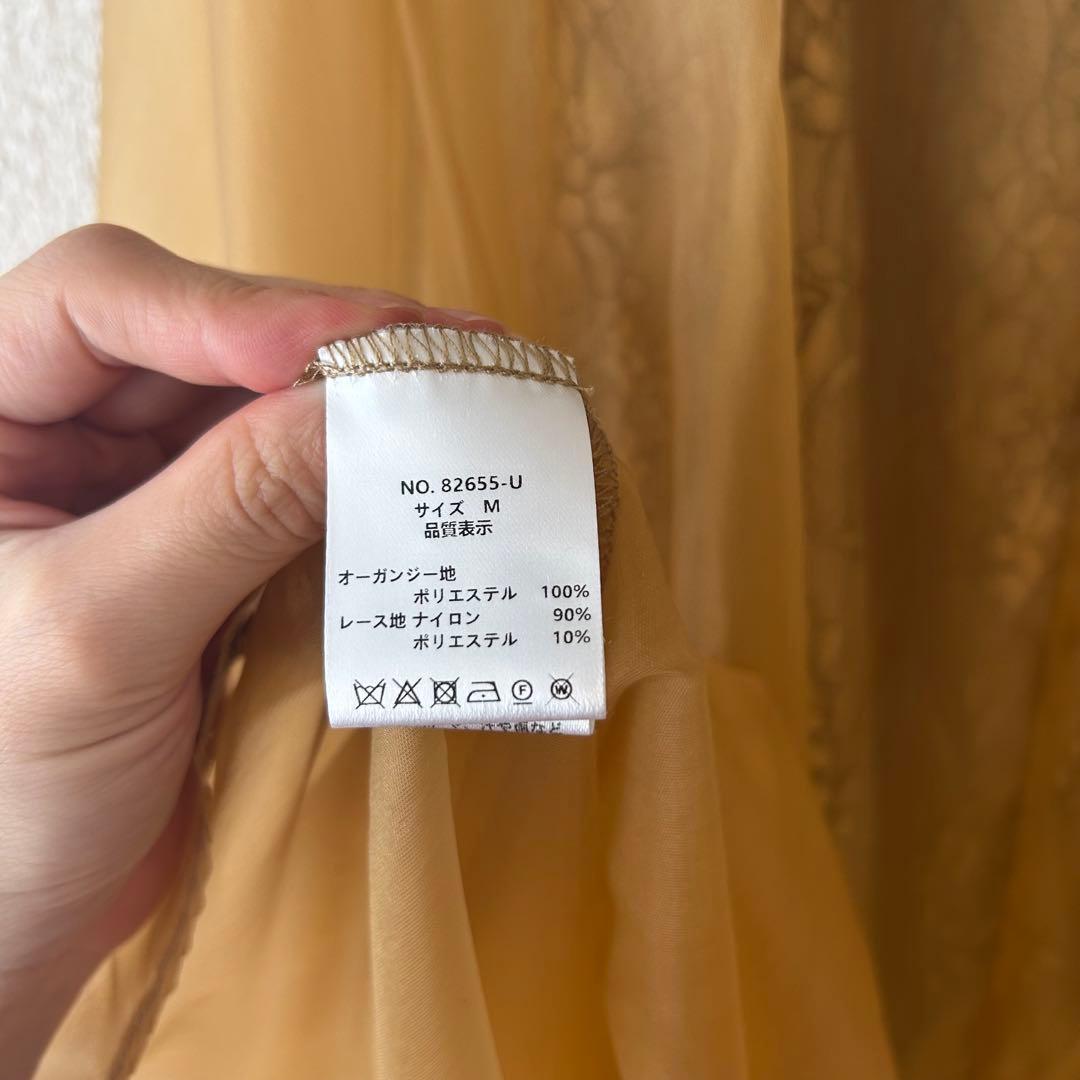 NO. 82655-U
サイズ M
品質表示
オーガンジー地
ポリエステル 100%
レース地 ナイロン 90%
ポリエステル 10%
F W